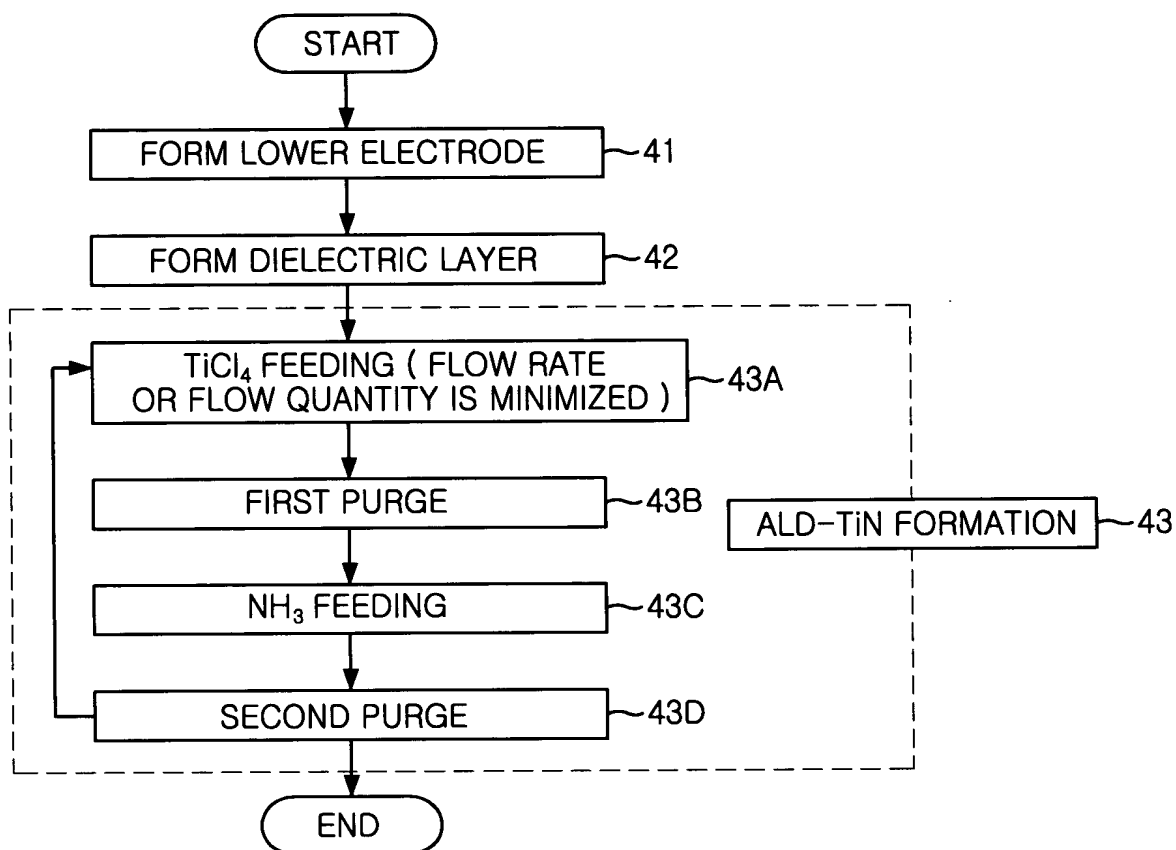 START
FORM LOWER ELECTRODE
41
FORM DIELECTRIC LAYER
42
TiCl₄ FEEDING ( FLOW RATE
OR FLOW QUANTITY IS MINIMIZED )
43A
FIRST PURGE
43B
ALD-TiN FORMATION
43
NH₃ FEEDING
43C
SECOND PURGE
43D
END